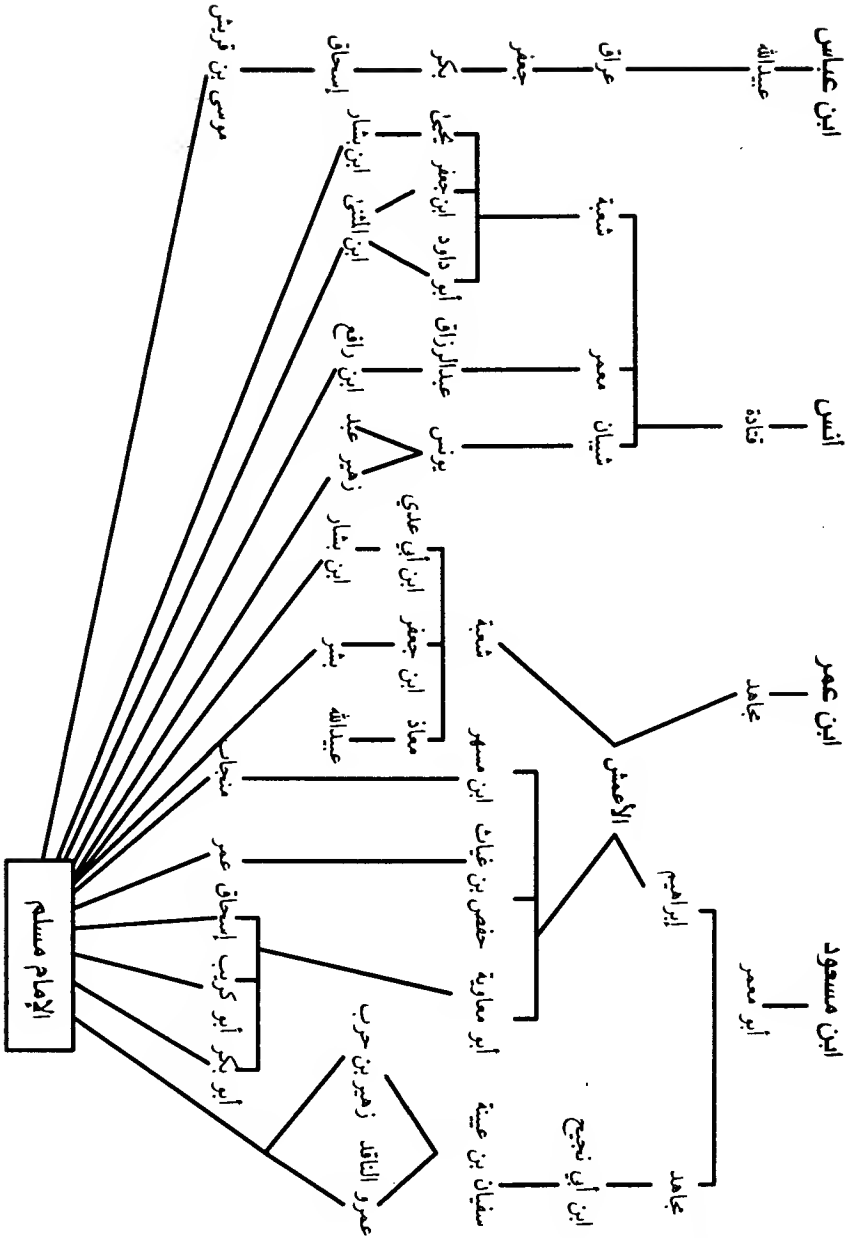 ابن مسعود
ابن عمر
أنس
ابن عباس
أبو معمر
مجاهد
قتادة
عبيدالله
مجاهد
إبراهيم
ابن أبي نجيح
الأعمش
شيبان
معمر
شعبة
عراق
جعفر
سفيان بن عيينة
أبو معاوية
حفص بن غياث
ابن مسهر
شعبة
معاذ
ابن جعفر
ابن أبي عدي
يونس
عبدالرزاق
أبو داود
ابن جعفر
يحيى
بكر
عمرو الناقد
زهير بن حرب
عبيدالله
بشر
ابن بشار
زهير
عبد
ابن رافع
ابن المثنى
ابن بشار
إسحاق
أبو بكر
أبو كريب
إسحاق
عمر
منجاب
موسى بن قريش
الإمام مسلم